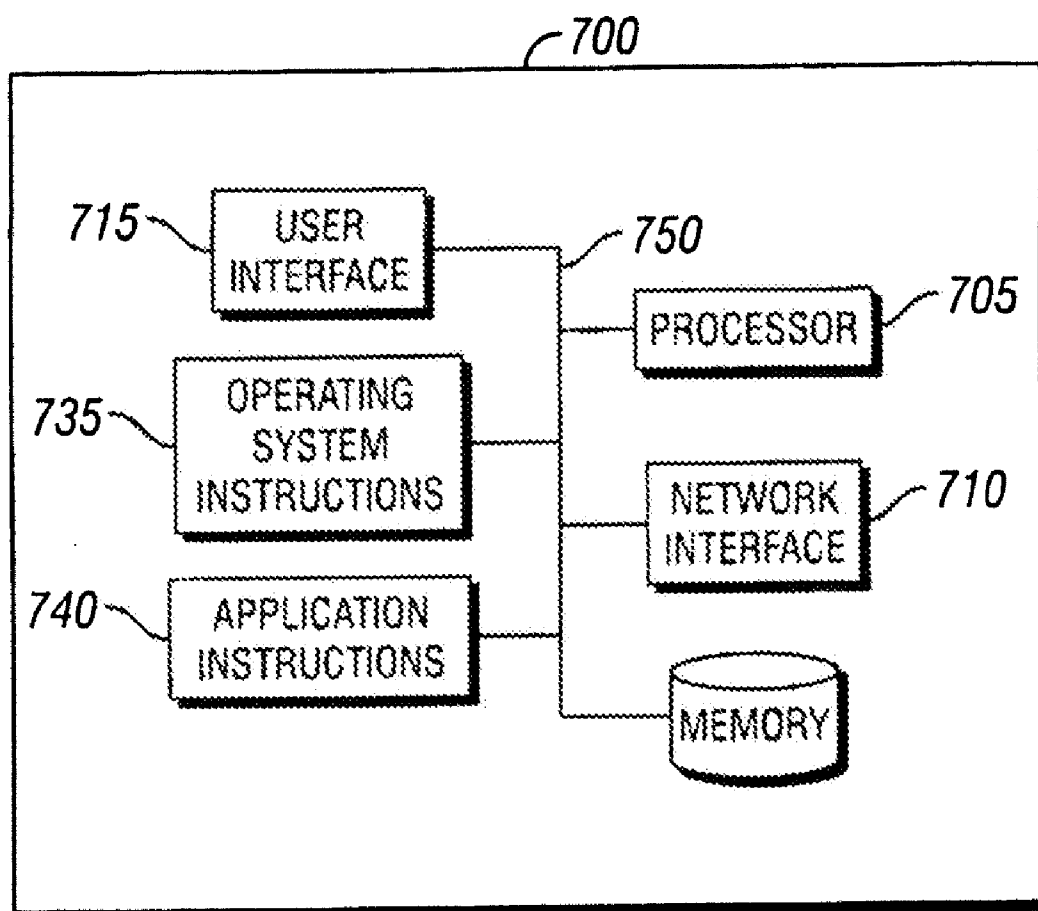 700
715
USER
INTERFACE
750
PROCESSOR
705
735
OPERATING
SYSTEM
INSTRUCTIONS
NETWORK
INTERFACE
710
740
APPLICATION
INSTRUCTIONS
MEMORY